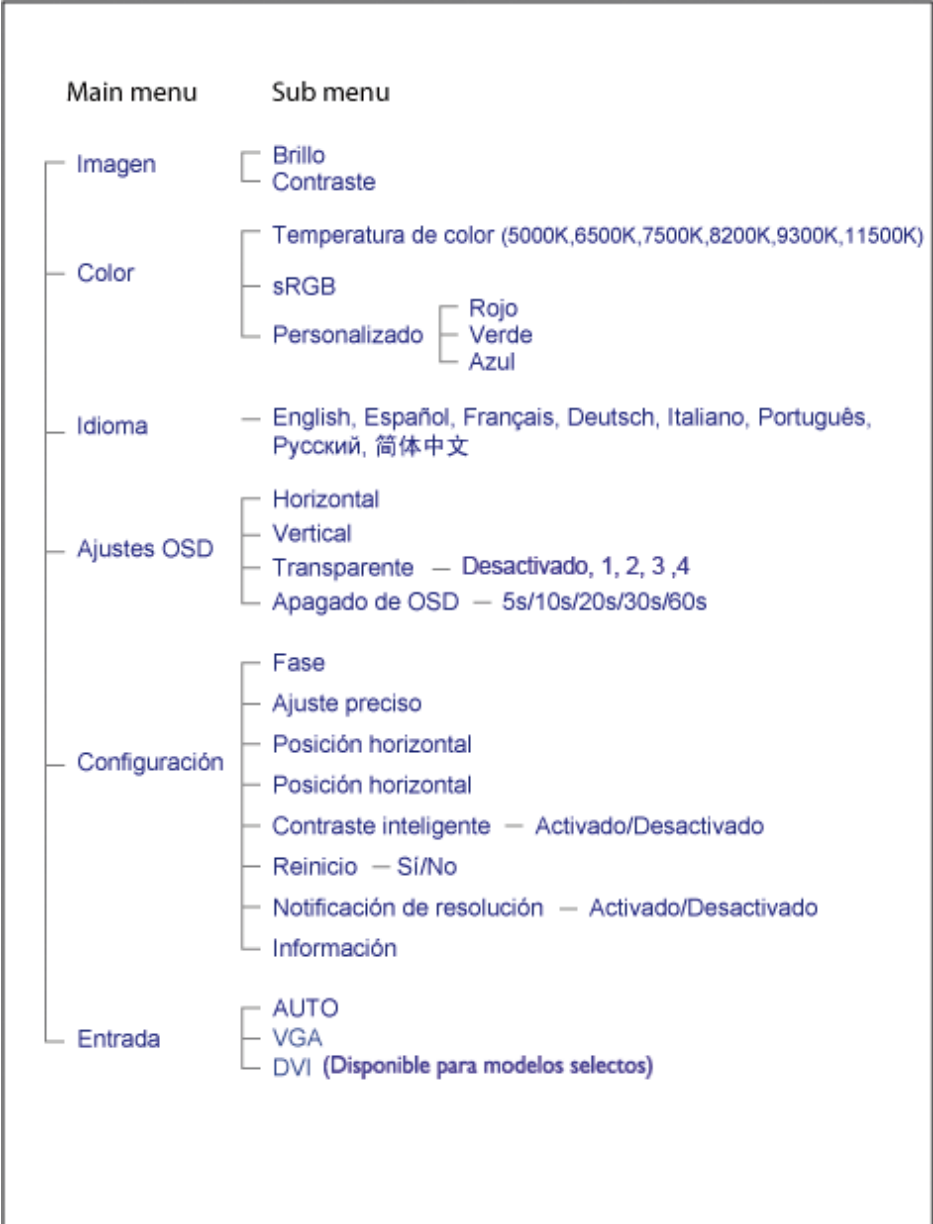 Main menu Sub menu
Imagen
Brillo
Contraste
Color
Temperatura de color (5000K,6500K,7500K,8200K,9300K,11500K)
sRGB
Personalizado
Rojo
Verde
Azul
Idioma
English, Español, Français, Deutsch, Italiano, Português,
Русский, 简体中文
Ajustes OSD
Horizontal
Vertical
Transparente — Desactivado, 1, 2, 3 ,4
Apagado de OSD — 5s/10s/20s/30s/60s
Configuración
Fase
Ajuste preciso
Posición horizontal
Posición horizontal
Contraste inteligente — Activado/Desactivado
Reinicio — Sí/No
Notificación de resolución — Activado/Desactivado
Información
Entrada
AUTO
VGA
DVI (Disponible para modelos selectos)